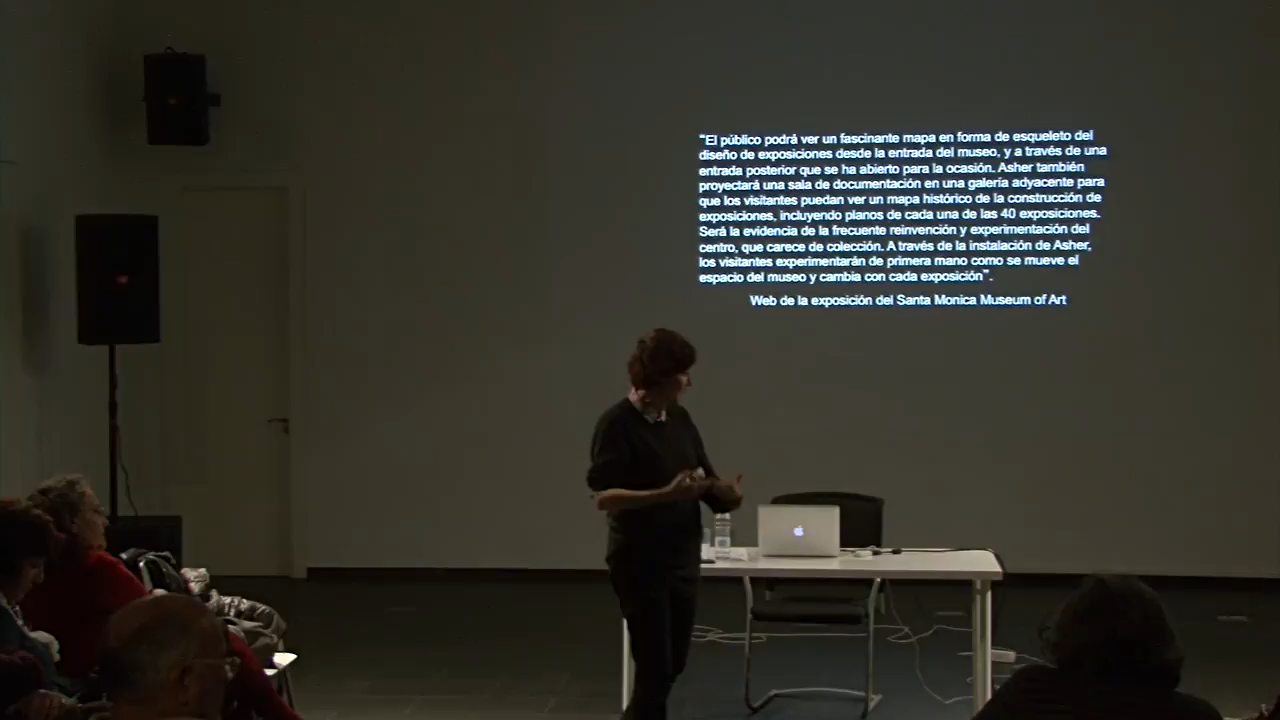 “El público podrá ver un fascinante mapa en forma de esqueleto del
diseño de exposiciones desde la entrada del museo, y a través de una
entrada posterior que se ha abierto para la ocasión. Asher también
proyectará una sala de documentación en una galería adyacente para
que los visitantes puedan ver un mapa histórico de la construcción de
exposiciones, incluyendo planos de cada una de las 40 exposiciones.
Será la evidencia de la frecuente reinvención y experimentación del
centro, que carece de colección. A través de la instalación de Asher,
los visitantes experimentarán de primera mano como se mueve el
espacio del museo y cambia con cada exposición”.
Web de la exposición del Santa Monica Museum of Art